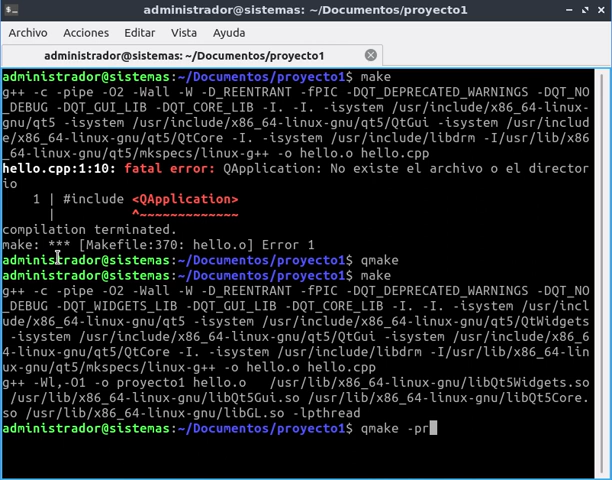 administrador@sistemas: ~/Documentos/proyecto1
Archivo Acciones Editar Vista Ayuda
administrador@sistemas: ~/Documentos/proyecto1
administrador@sistemas:~/Documentos/proyecto1$ make
g++ -c -pipe -O2 -Wall -W -D_REENTRANT -fPIC -DQT_DEPRECATED_WARNINGS -DQT_NO
_DEBUG -DQT_GUI_LIB -DQT_CORE_LIB -I. -I. -isystem /usr/include/x86_64-linux-
gnu/qt5 -isystem /usr/include/x86_64-linux-gnu/qt5/QtGui -isystem /usr/includ
e/x86_64-linux-gnu/qt5/QtCore -I. -isystem /usr/include/libdrm -I/usr/lib/x86
_64-linux-gnu/qt5/mkspecs/linux-g++ -o hello.o hello.cpp
hello.cpp:1:10: fatal error: QApplication: No existe el archivo o el director
io
1 | #include <QApplication>
| ^~~~~~~~~~~~~~
compilation terminated.
make: *** [Makefile:370: hello.o] Error 1
administrador@sistemas:~/Documentos/proyecto1$ qmake
administrador@sistemas:~/Documentos/proyecto1$ make
g++ -c -pipe -O2 -Wall -W -D_REENTRANT -fPIC -DQT_DEPRECATED_WARNINGS -DQT_NO
_DEBUG -DQT_WIDGETS_LIB -DQT_GUI_LIB -DQT_CORE_LIB -I. -I. -isystem /usr/incl
ude/x86_64-linux-gnu/qt5 -isystem /usr/include/x86_64-linux-gnu/qt5/QtWidgets
-isystem /usr/include/x86_64-linux-gnu/qt5/QtGui -isystem /usr/include/x86_6
4-linux-gnu/qt5/QtCore -I. -isystem /usr/include/libdrm -I/usr/lib/x86_64-lin
ux-gnu/qt5/mkspecs/linux-g++ -o hello.o hello.cpp
g++ -Wl,-O1 -o proyecto1 hello.o /usr/lib/x86_64-linux-gnu/libQt5Widgets.so
/usr/lib/x86_64-linux-gnu/libQt5Gui.so /usr/lib/x86_64-linux-gnu/libQt5Core.
so /usr/lib/x86_64-linux-gnu/libGL.so -lpthread
administrador@sistemas:~/Documentos/proyecto1$ qmake -pr